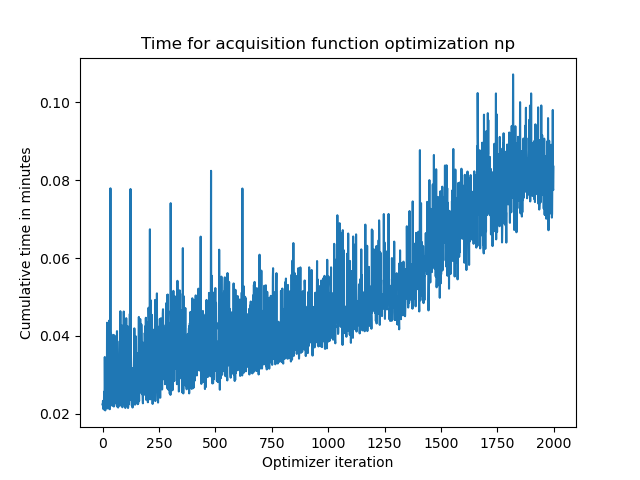 Time for acquisition function optimization np
0.10
0.08
0.06
0.04
0.02
Cumulative time in minutes
0 250 500 750 1000 1250 1500 1750 2000
Optimizer iteration